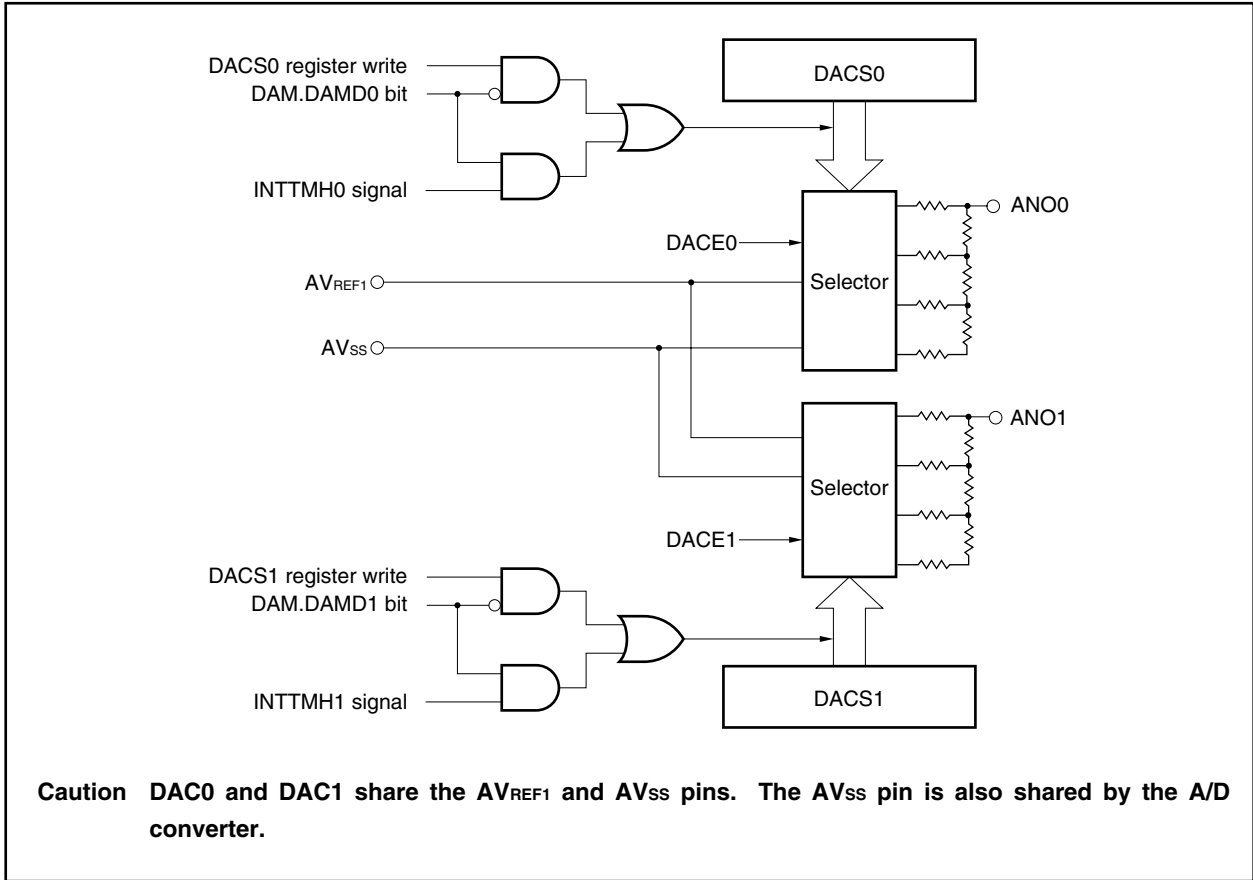 DACS0 register write
DAM.DAMD0 bit
INTTMH0 signal
DACS0
DACE0
Selector
ANO0
AVREF1
AVSS
Selector
ANO1
DACE1
DACS1 register write
DAM.DAMD1 bit
INTTMH1 signal
DACS1
Caution DAC0 and DAC1 share the AVREF1 and AVSS pins. The AVSS pin is also shared by the A/D
converter.